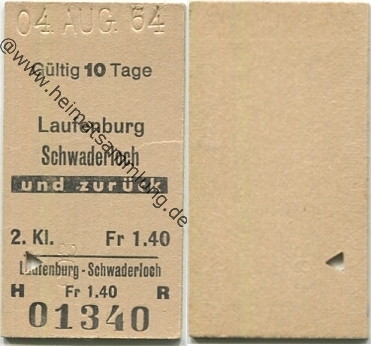 04 AUG. 64
Gültig 10 Tage
Laufenburg
Schwaderloch
und zurück
2. Kl. Fr 1.40
Laufenburg - Schwaderloch
H Fr 1.40 R
01340
@www.heimatsammlung.de